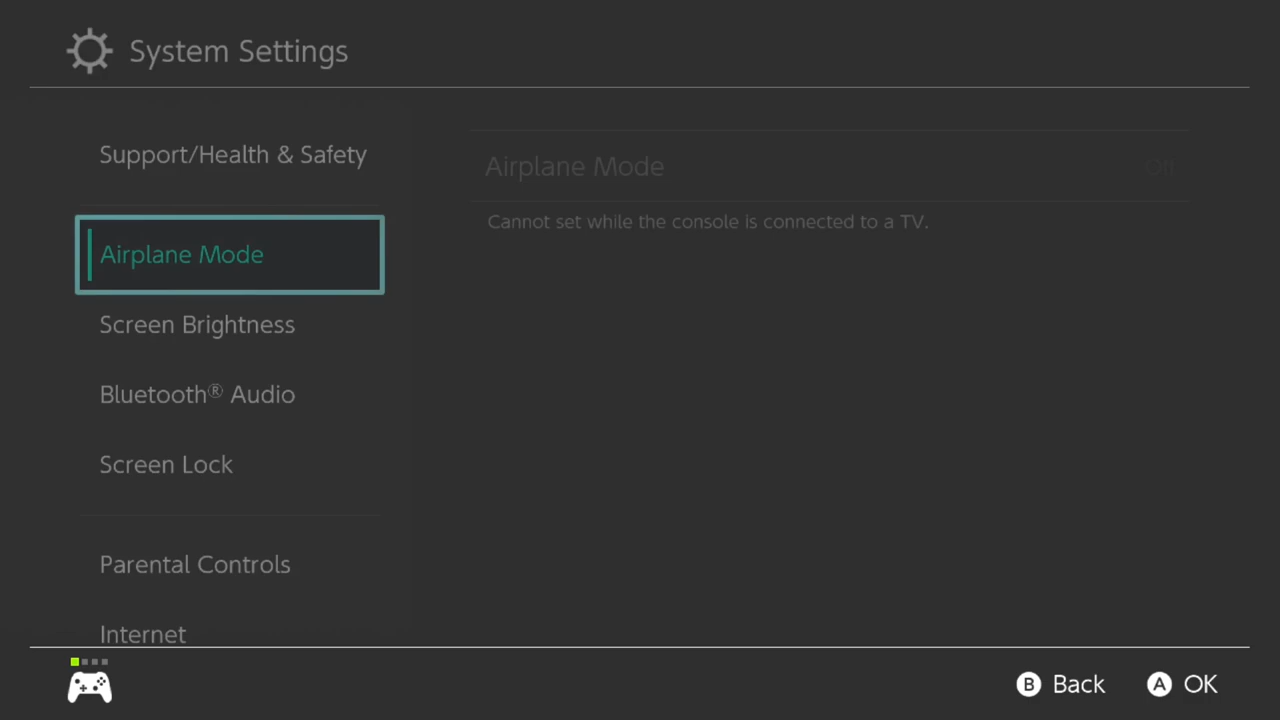 System Settings
Support/Health & Safety
Airplane Mode
Screen Brightness
Bluetooth® Audio
Screen Lock
Parental Controls
Internet
Airplane Mode Off
Cannot set while the console is connected to a TV.
B Back A OK